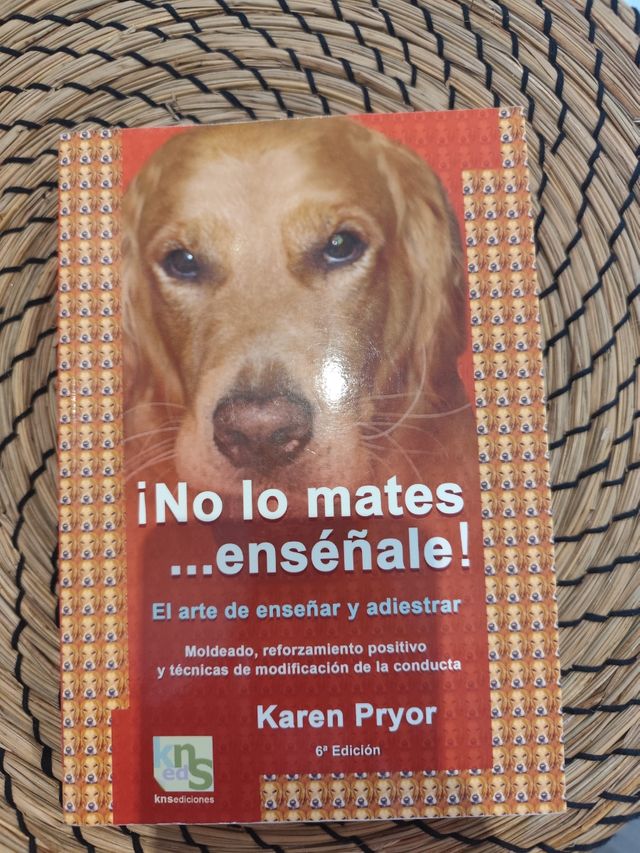 ¡No lo mates
...enséñale!
El arte de enseñar y adiestrar
Moldeado, reforzamiento positivo
y técnicas de modificación de la conducta
Karen Pryor
6ª Edición
kns
ed
knsediciones